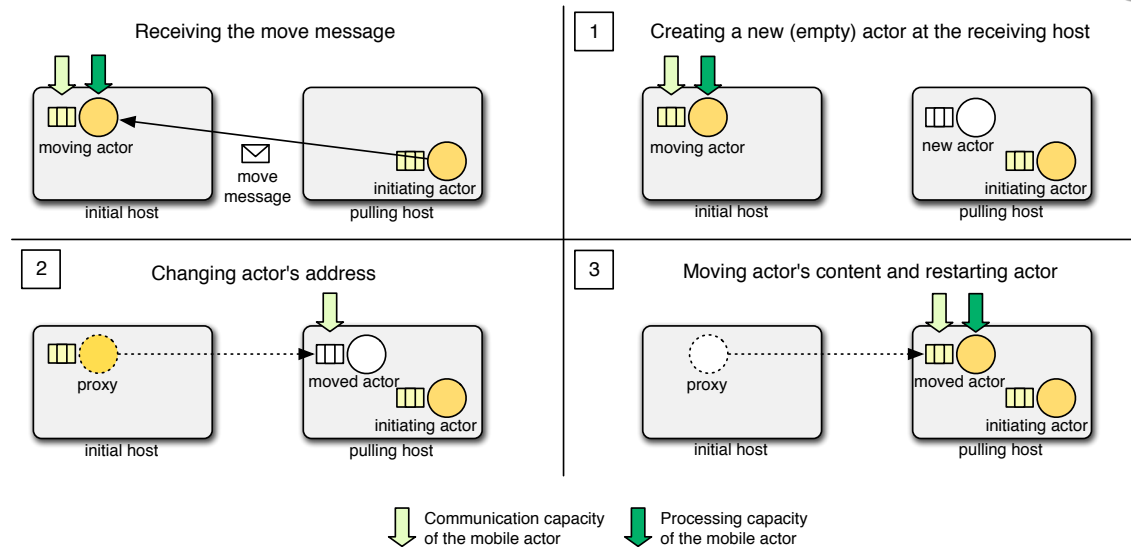 Receiving the move message
moving actor
move
message
initiating actor
initial host
pulling host
1
Creating a new (empty) actor at the receiving host
moving actor
new actor
initiating actor
initial host
pulling host
2
Changing actor's address
proxy
moved actor
initiating actor
initial host
pulling host
3
Moving actor's content and restarting actor
proxy
moved actor
initiating actor
initial host
pulling host
Communication capacity
of the mobile actor
Processing capacity
of the mobile actor